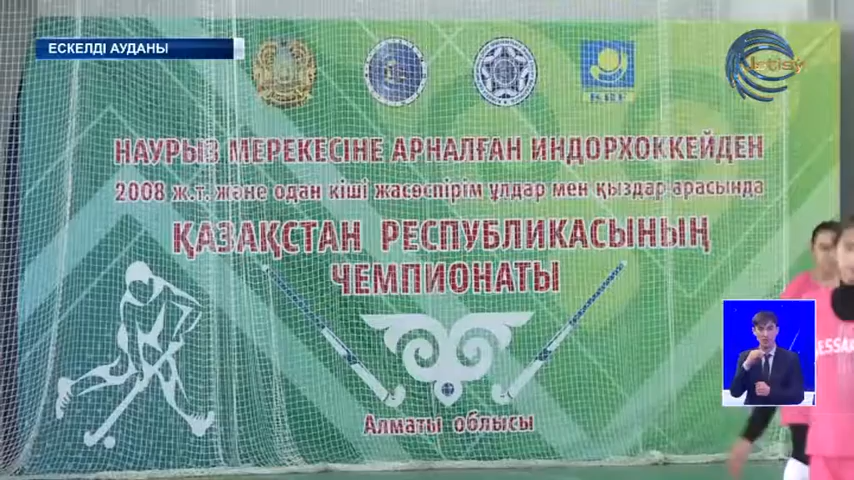 ЕСКЕЛДІ АУДАНЫ
Jetisý
НАУРЫЗ МЕРЕКЕСІНЕ АРНАЛҒАН ИНДОРХОККЕЙДЕН
2008 ж.т. және одан кіші жасөспірім ұлдар мен қыздар арасында
ҚАЗАҚСТАН РЕСПУБЛИКАСЫНЫҢ
ЧЕМПИОНАТЫ
Алматы облысы